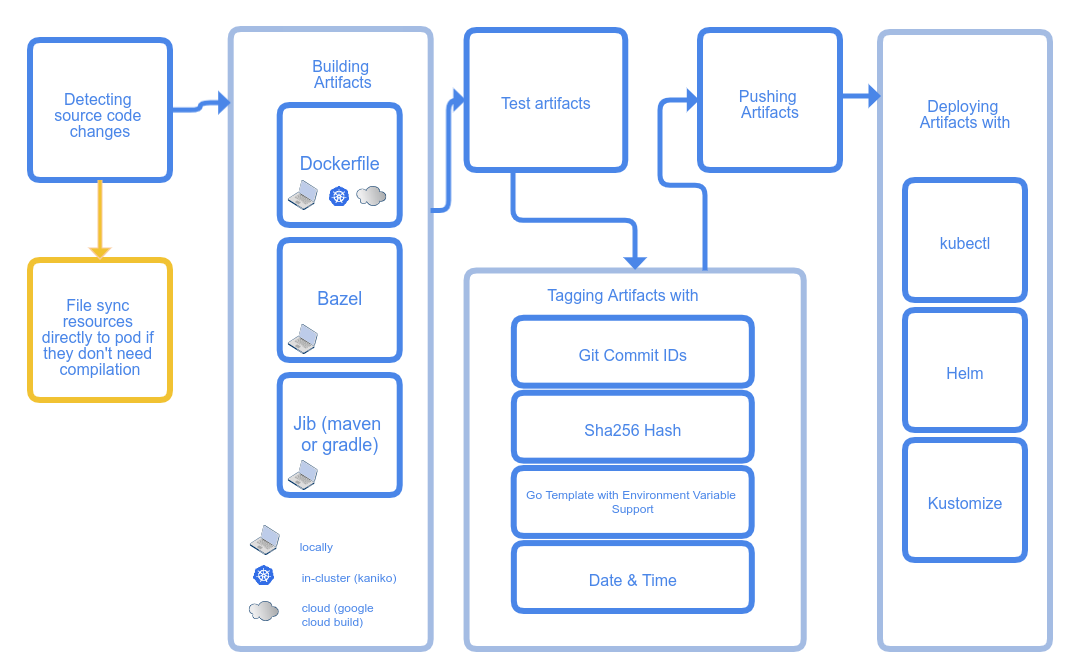 Detecting
source code
changes
File sync
resources
directly to pod if
they don't need
compilation
Building
Artifacts
Dockerfile
Bazel
Jib (maven
or gradle)
locally
in-cluster (kaniko)
cloud (google
cloud build)
Test artifacts
Tagging Artifacts with
Git Commit IDs
Sha256 Hash
Go Template with Environment Variable
Support
Date & Time
Pushing
Artifacts
Deploying
Artifacts with
kubectl
Helm
Kustomize